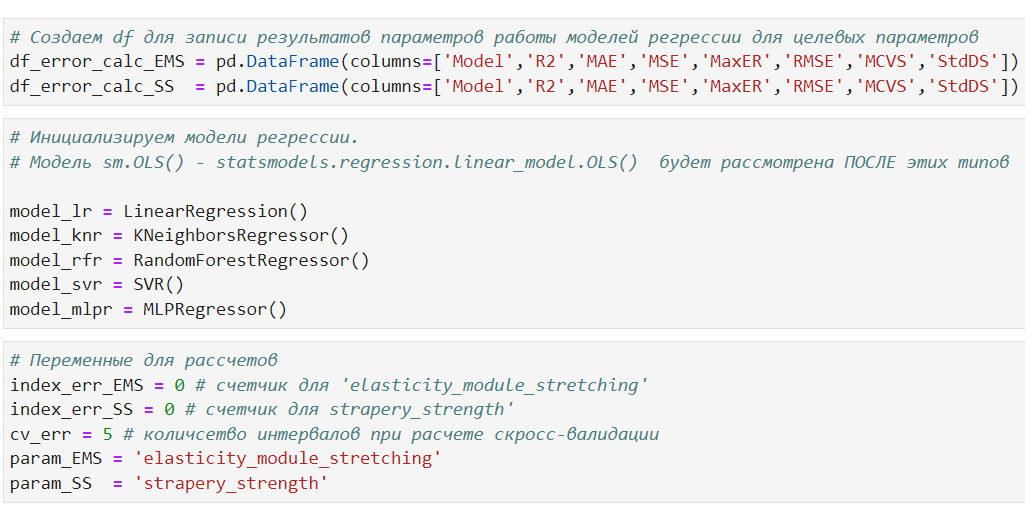 # Создаем df для записи результатов параметров работы моделей регрессии для целевых параметров
df_error_calc_EMS = pd.DataFrame(columns=['Model','R2','MAE','MSE','MaxER','RMSE','MCVS','StdDS'])
df_error_calc_SS  = pd.DataFrame(columns=['Model','R2','MAE','MSE','MaxER','RMSE','MCVS','StdDS'])
# Инициализируем модели регрессии.
# Модель sm.OLS() - statsmodels.regression.linear_model.OLS()  будет рассмотрена ПОСЛЕ этих типов
model_lr = LinearRegression()
model_knr = KNeighborsRegressor()
model_rfr = RandomForestRegressor()
model_svr = SVR()
model_mlpr = MLPRegressor()
# Переменные для рассчетов
index_err_EMS = 0 # счетчик для 'elasticity_module_stretching'
index_err_SS = 0 # счетчик для strapery_strength'
cv_err = 5 # количсетво интервалов при расчете скросс-валидации
param_EMS = 'elasticity_module_stretching'
param_SS  = 'strapery_strength'